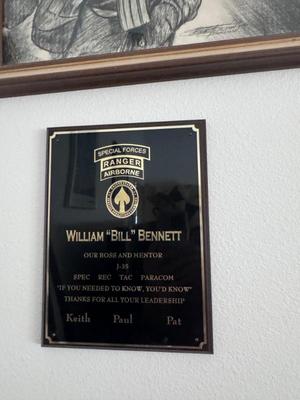 SPECIAL FORCES
RANGER
AIRBORNE
WILLIAM "BILL" BENNETT
OUR BOSS AND MENTOR
J-35
SPEC REC TAC PARACOM
"IF YOU NEEDED TO KNOW, YOU'D KNOW"
THANKS FOR ALL YOUR LEADERSHIP
Keith Paul Pat